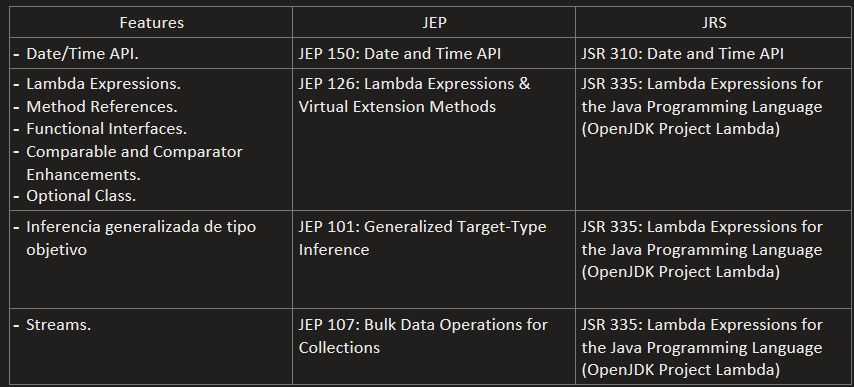 Features JEP JRS
- Date/Time API. JEP 150: Date and Time API JSR 310: Date and Time API
- Lambda Expressions. JEP 126: Lambda Expressions & JSR 335: Lambda Expressions for
- Method References. Virtual Extension Methods the Java Programming Language
- Functional Interfaces. (OpenJDK Project Lambda)
- Comparable and Comparator
Enhancements.
- Optional Class.
- Inferencia generalizada de tipo JEP 101: Generalized Target-Type JSR 335: Lambda Expressions for
objetivo Inference the Java Programming Language
(OpenJDK Project Lambda)
- Streams. JEP 107: Bulk Data Operations for JSR 335: Lambda Expressions for
Collections the Java Programming Language
(OpenJDK Project Lambda)